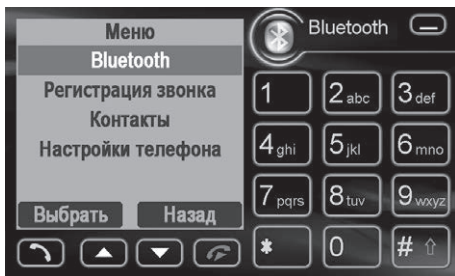 Меню
Bluetooth
Регистрация звонка
Контакты
Настройки телефона
Выбрать Назад
Bluetooth
1 2 abc 3 def
4 ghi 5 jkl 6 mno
7 pqrs 8 tuv 9 wxyz
* 0 # ⇧